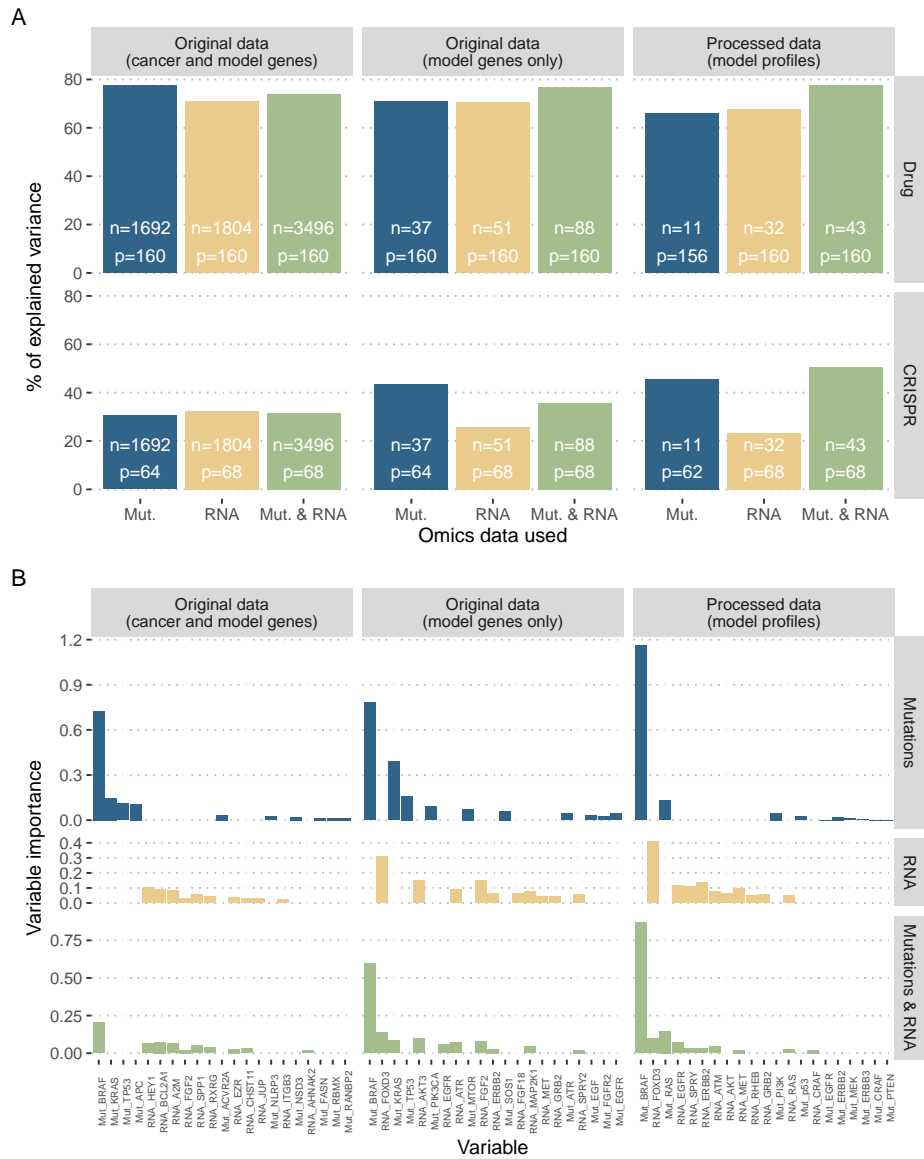 A
Original data
(cancer and model genes)
Original data
(model genes only)
Processed data
(model profiles)
80
60
40
20
0
n=1692
p=160
n=1804
p=160
n=3496
p=160
n=37
p=160
n=51
p=160
n=88
p=160
n=11
p=156
n=32
p=160
n=43
p=160
Drug
% of explained variance
80
60
40
20
0
n=1692
p=64
n=1804
p=68
n=3496
p=68
n=37
p=64
n=51
p=68
n=88
p=68
n=11
p=62
n=32
p=68
n=43
p=68
CRISPR
Mut.
RNA
Mut. & RNA
Mut.
RNA
Mut. & RNA
Mut.
RNA
Mut. & RNA
Omics data used
B
Original data
(cancer and model genes)
Original data
(model genes only)
Processed data
(model profiles)
1.2
0.9
0.6
0.3
0.0
Mutations
Variable importance
0.4
0.3
0.2
0.1
0.0
RNA
0.75
0.50
0.25
0.00
Mutations & RNA
Mut_BRAF
Mut_KRAS
Mut_TP53
Mut_APC
RNA_HEY1
RNA_BCL2A1
RNA_A2M
RNA_FGF2
RNA_SPP1
RNA_RXRG
Mut_ACVR2A
RNA_EZR
RNA_CHST11
RNA_JUP
Mut_NLRP3
RNA_ITGB3
Mut_NSD3
RNA_AHNAK2
Mut_FASN
Mut_RBMX
Mut_RANBP2
Mut_BRAF
RNA_FOXD3
Mut_KRAS
Mut_TP53
RNA_AKT3
Mut_PIK3CA
RNA_EGFR
RNA_ATR
Mut_MTOR
RNA_FGF2
RNA_ERBB2
Mut_SOS1
RNA_FGF18
RNA_MAP2K1
RNA_MET
RNA_GRB2
Mut_ATR
RNA_SPRY2
Mut_EGF
Mut_FGFR2
Mut_EGFR
Mut_BRAF
RNA_FOXD3
Mut_RAS
RNA_EGFR
RNA_SPRY
RNA_ERBB2
RNA_ATM
RNA_AKT
RNA_MET
RNA_RHEB
RNA_GRB2
Mut_PI3K
RNA_RAS
Mut_p53
RNA_CRAF
Mut_EGFR
Mut_ERB2
Mut_MEK
Mut_ERBB3
Mut_CRAF
Mut_PTEN
Variable